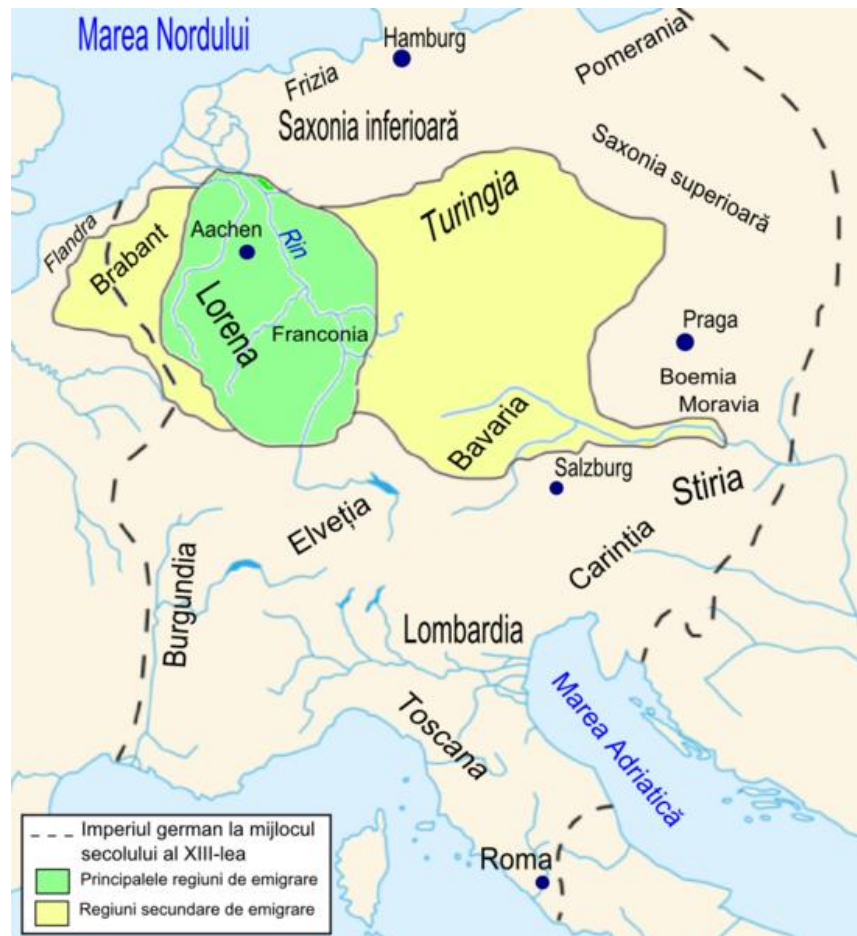 Marea Nordului
Hamburg
Pomerania
Frizia
Saxonia inferioară
Saxonia superioară
Turingia
Flandra
Brabant
Aachen
Rin
Lorena
Franconia
Praga
Boemia
Moravia
Bavaria
Salzburg
Stiria
Elveția
Carintia
Burgundia
Lombardia
Toscana
Marea Adriatică
Roma
Imperiul german la mijlocul
secolului al XIII-lea
Principalele regiuni de emigrare
Regiuni secundare de emigrare